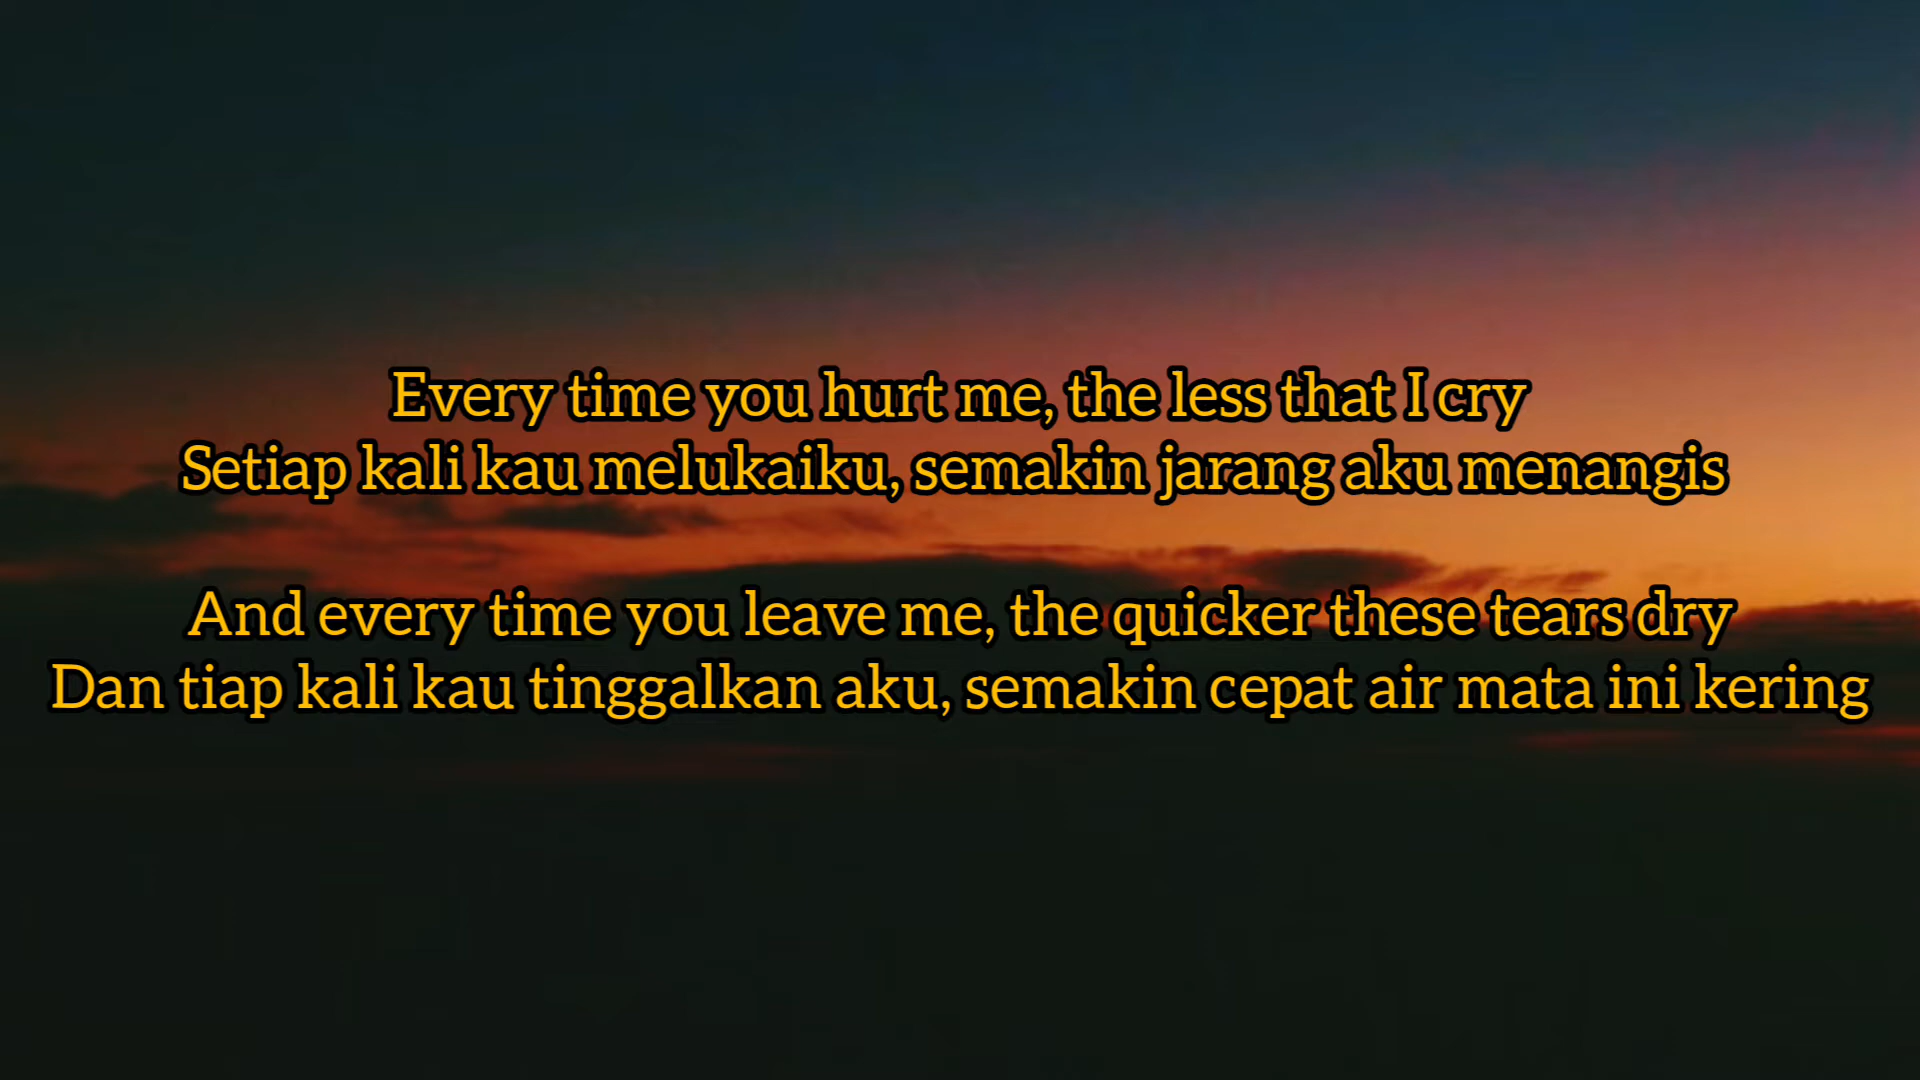 Every time you hurt me, the less that I cry
Setiap kali kau melukaiku, semakin jarang aku menangis
And every time you leave me, the quicker these tears dry
Dan tiap kali kau tinggalkan aku, semakin cepat air mata ini kering